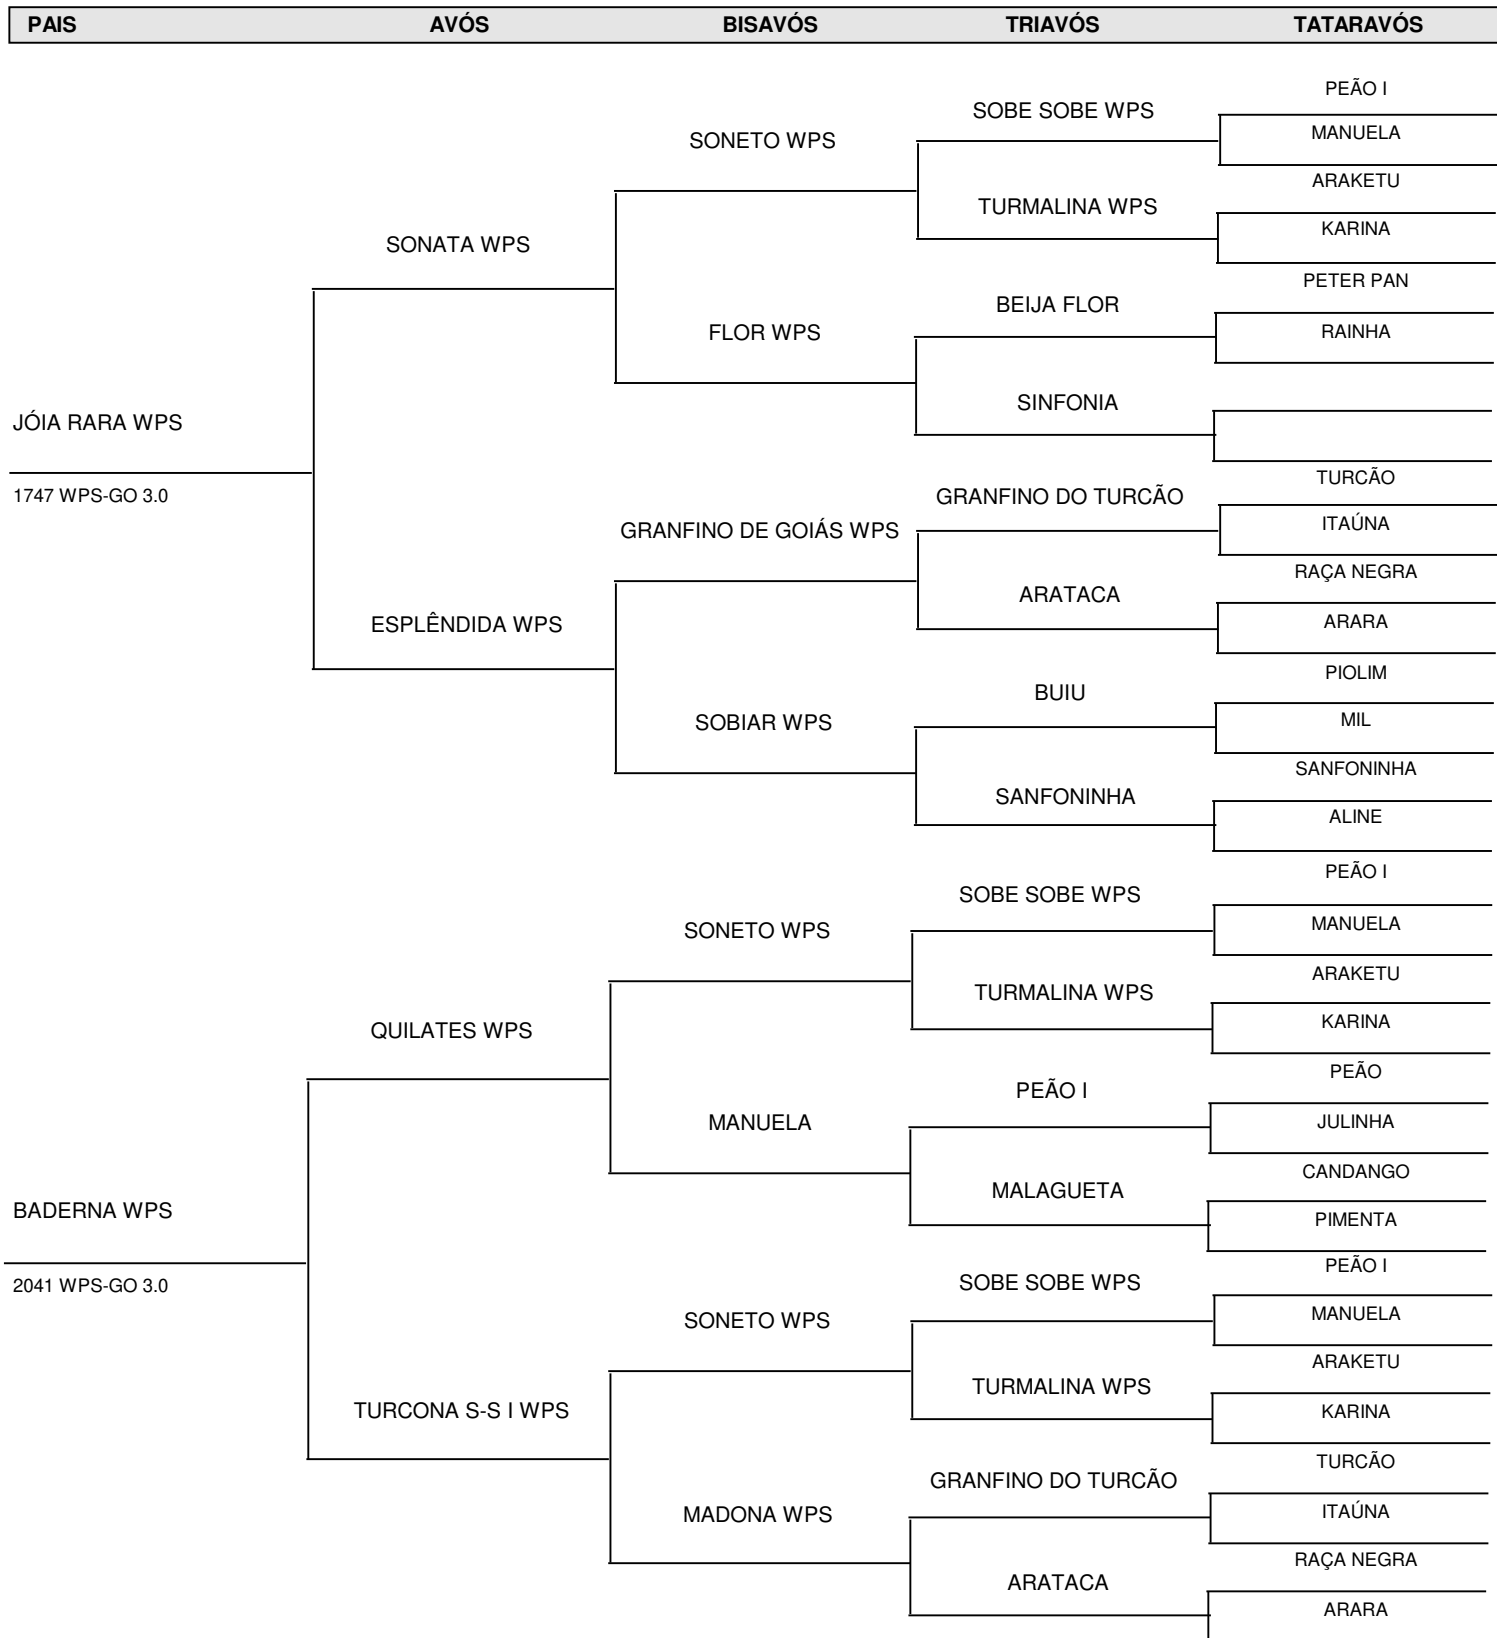 PAIS AVÓS BISAVÓS TRIAVÓS TATARAVÓS
PEÃO I
SOBE SOBE WPS
MANUELA
SONETO WPS
ARAKETU
TURMALINA WPS
KARINA
SONATA WPS
PETER PAN
BEIJA FLOR
RAINHA
FLOR WPS
SINFONIA
JÓIA RARA WPS
TURCÃO
1747 WPS-GO 3.0
GRANFINO DO TURCÃO
ITAÚNA
GRANFINO DE GOIÁS WPS
RAÇA NEGRA
ARATACA
ARARA
ESPLÊNDIDA WPS
PIOLIM
BUIU
MIL
SOBIAR WPS
SANFONINHA
SANFONINHA
ALINE
PEÃO I
SOBE SOBE WPS
MANUELA
SONETO WPS
ARAKETU
TURMALINA WPS
KARINA
QUILATES WPS
PEÃO
PEÃO I
JULINHA
MANUELA
CANDANGO
MALAGUETA
BADERNA WPS
PIMENTA
PEÃO I
2041 WPS-GO 3.0
SOBE SOBE WPS
MANUELA
SONETO WPS
ARAKETU
TURMALINA WPS
KARINA
TURCONA S-S I WPS
TURCÃO
GRANFINO DO TURCÃO
ITAÚNA
MADONA WPS
RAÇA NEGRA
ARATACA
ARARA